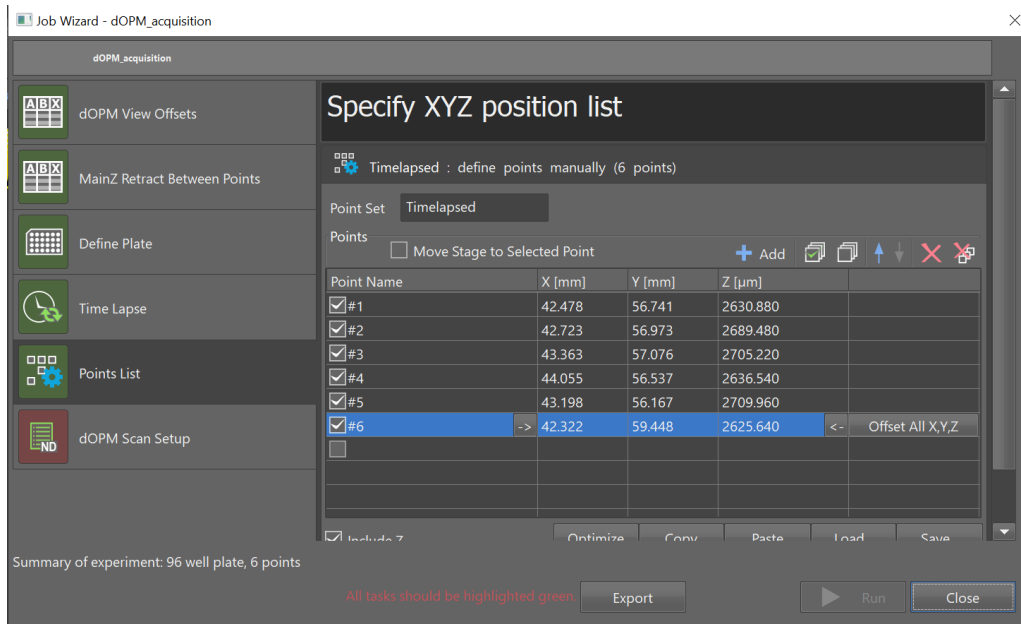 Job Wizard - dOPM_acquisition
dOPM_acquisition
ABX
dOPM View Offsets
ABX
MainZ Retract Between Points
Define Plate
Time Lapse
Points List
ND
dOPM Scan Setup
Specify XYZ position list
Timelapsed : define points manually (6 points)
Point Set Timelapsed
Points
Move Stage to Selected Point Add
Point Name X [mm] Y [mm] Z [µm]
#1 42.478 56.741 2630.880
#2 42.723 56.973 2689.480
#3 43.363 57.076 2705.220
#4 44.055 56.537 2636.540
#5 43.198 56.167 2709.960
#6 -> 42.322 59.448 2625.640 <- Offset All X,Y,Z
Include Z Optimize Copy Paste Load Save
Summary of experiment: 96 well plate, 6 points
All tasks should be highlighted green. Export Run Close